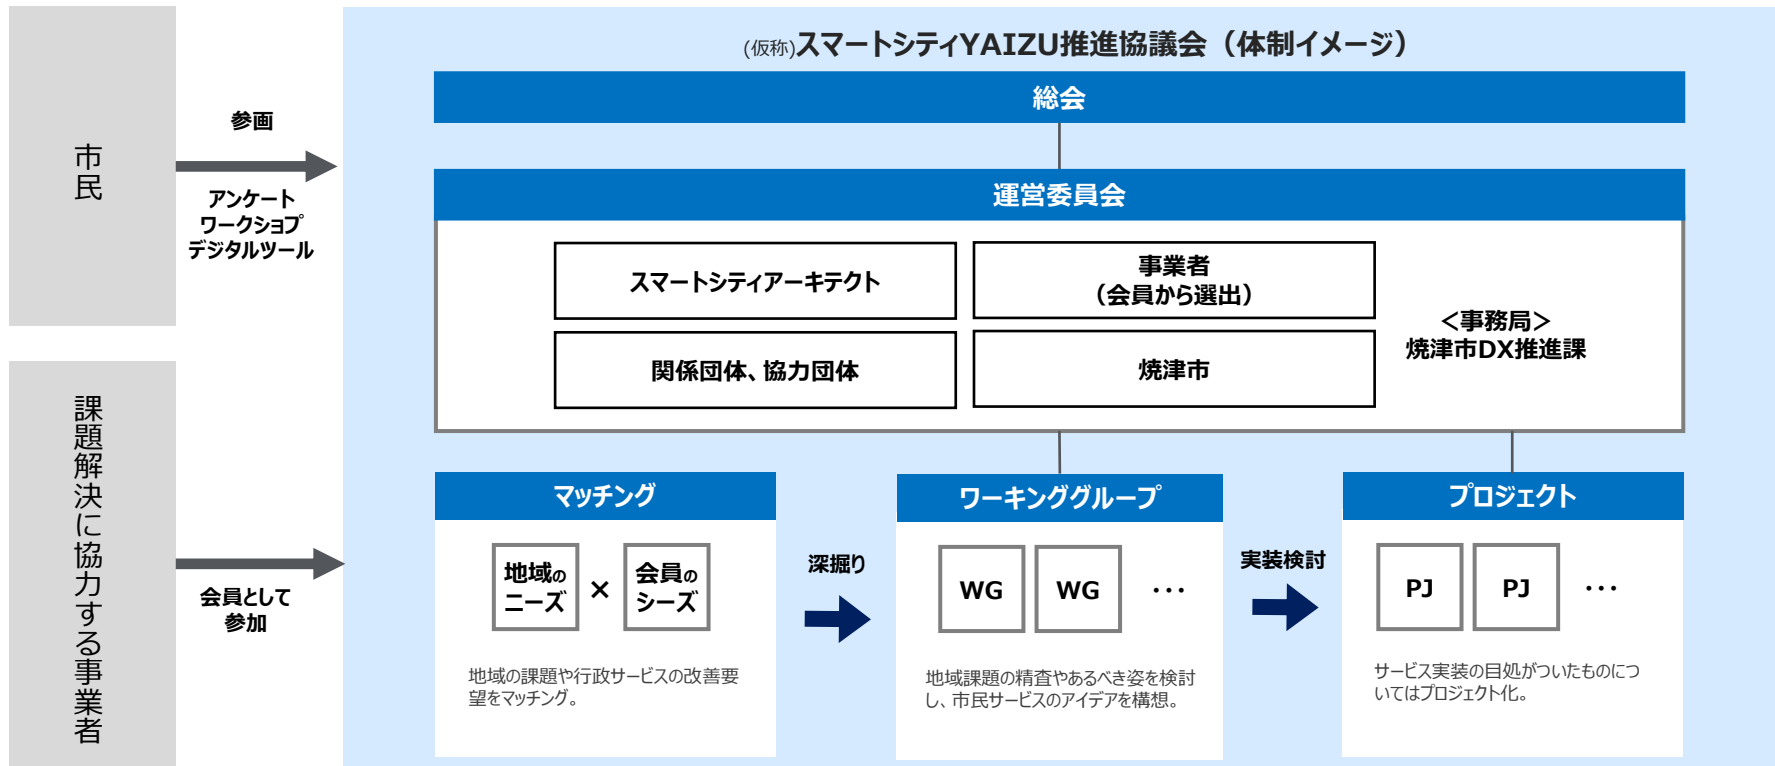 (仮称)スマートシティYAIZU推進協議会（体制イメージ）
市民
参画
アンケート
ワークショプ
デジタルツール
課題解決に協力する事業者
会員として
参加
総会
運営委員会
スマートシティアーキテクト
事業者
（会員から選出）
関係団体、協力団体
焼津市
＜事務局＞
焼津市DX推進課
マッチング
地域の
ニーズ
×
会員の
シーズ
地域の課題や行政サービスの改善要
望をマッチング。
深掘り
ワーキンググループ
WG
WG
…
地域課題の精査やあるべき姿を検討
し、市民サービスのアイデアを構想。
実装検討
プロジェクト
PJ
PJ
…
サービス実装の目処がついたものにつ
いてはプロジェクト化。